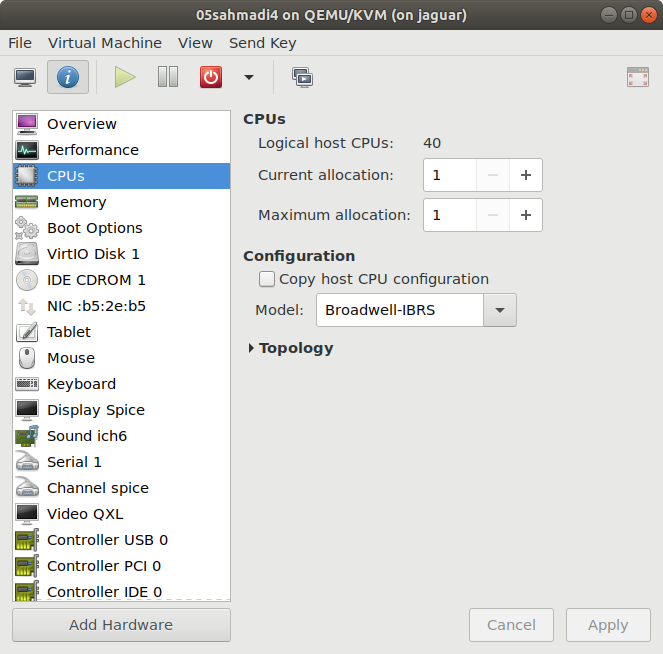 05sahmadi4 on QEMU/KVM (on jaguar)
File Virtual Machine View Send Key
Overview
Performance
CPUs
Memory
Boot Options
VirtIO Disk 1
IDE CDROM 1
NIC :b5:2e:b5
Tablet
Mouse
Keyboard
Display Spice
Sound ich6
Serial 1
Channel spice
Video QXL
Controller USB 0
Controller PCI 0
Controller IDE 0
Add Hardware
CPUs
Logical host CPUs: 40
Current allocation: 1
Maximum allocation: 1
Configuration
Copy host CPU configuration
Model: Broadwell-IBRS
Topology
Cancel Apply